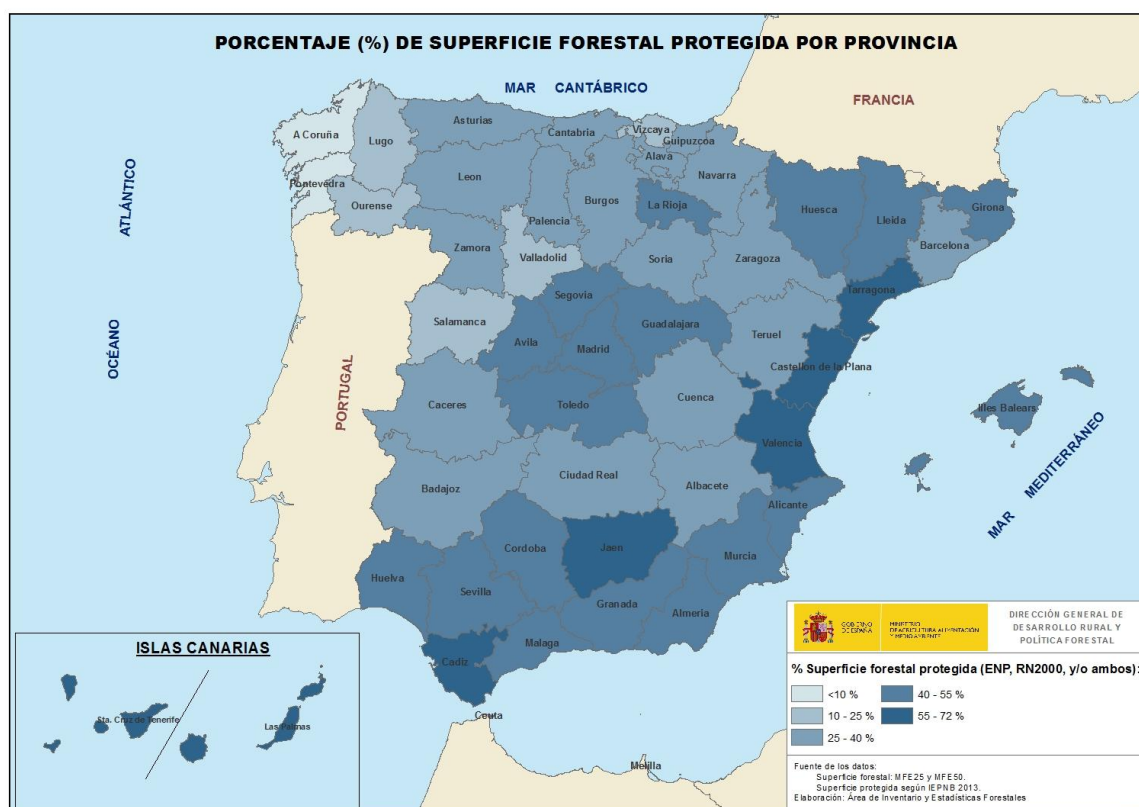 PORCENTAJE (%) DE SUPERFICIE FORESTAL PROTEGIDA POR PROVINCIA
MAR CANTÁBRICO
FRANCIA
OCÉANO ATLÁNTICO
PORTUGAL
MAR MEDITERRÁNEO
A Coruña
Lugo
Asturias
Cantabria
Vizcaya
Guipuzcoa
Alava
Navarra
Pontevedra
Ourense
Leon
Palencia
Burgos
La Rioja
Huesca
Lleida
Girona
Barcelona
Zamora
Valladolid
Soria
Zaragoza
Tarragona
Salamanca
Segovia
Avila
Madrid
Guadalajara
Teruel
Castellon de la Plana
Caceres
Toledo
Cuenca
Valencia
Illes Balears
Badajoz
Ciudad Real
Albacete
Alicante
Huelva
Sevilla
Cordoba
Jaen
Granada
Almeria
Murcia
Cadiz
Malaga
Ceuta
Melilla
ISLAS CANARIAS
Sta. Cruz de Tenerife
Las Palmas
GOBIERNO
DE ESPAÑA
MINISTERIO
DE AGRICULTURA, ALIMENTACIÓN
Y MEDIO AMBIENTE
DIRECCIÓN GENERAL DE
DESARROLLO RURAL Y
POLÍTICA FORESTAL
% Superficie forestal protegida (ENP, RN2000, y/o ambos):
<10 %
10 - 25 %
25 - 40 %
40 - 55 %
55 - 72 %
Fuente de los datos:
Superficie forestal: MFE25 y MFE50.
Superficie protegida según IEPNB 2013.
Elaboración: Área de Inventario y Estadísticas Forestales